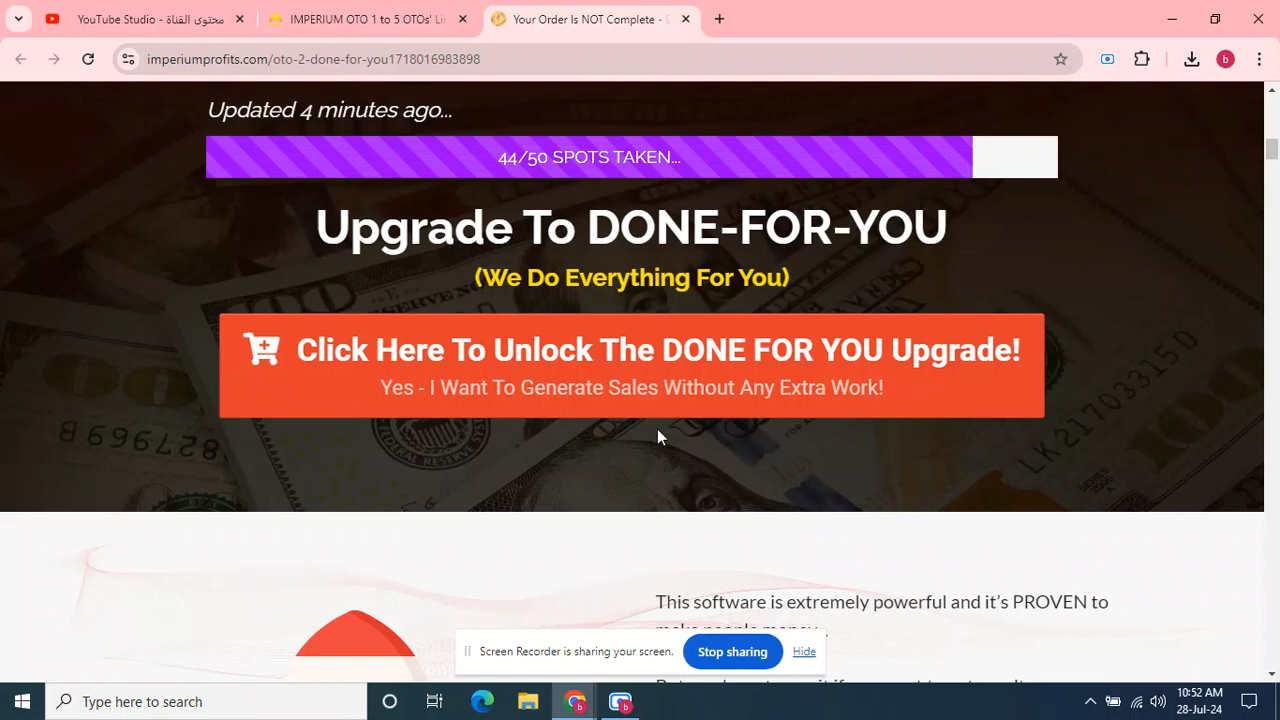 YouTube Studio - محتوى القناة
IMPERIUM OTO 1 to 5 OTOs' Li
Your Order Is NOT Complete -
imperiumprofits.com/oto-2-done-for-you1718016983898
b
Updated 4 minutes ago...
44/50 SPOTS TAKEN...
Upgrade To DONE-FOR-YOU
(We Do Everything For You)
Click Here To Unlock The DONE FOR YOU Upgrade!
Yes - I Want To Generate Sales Without Any Extra Work!
This software is extremely powerful and it's PROVEN to
make people money
Screen Recorder is sharing your screen.
Stop sharing
Hide
Type here to search
10:52 AM
28-Jul-24